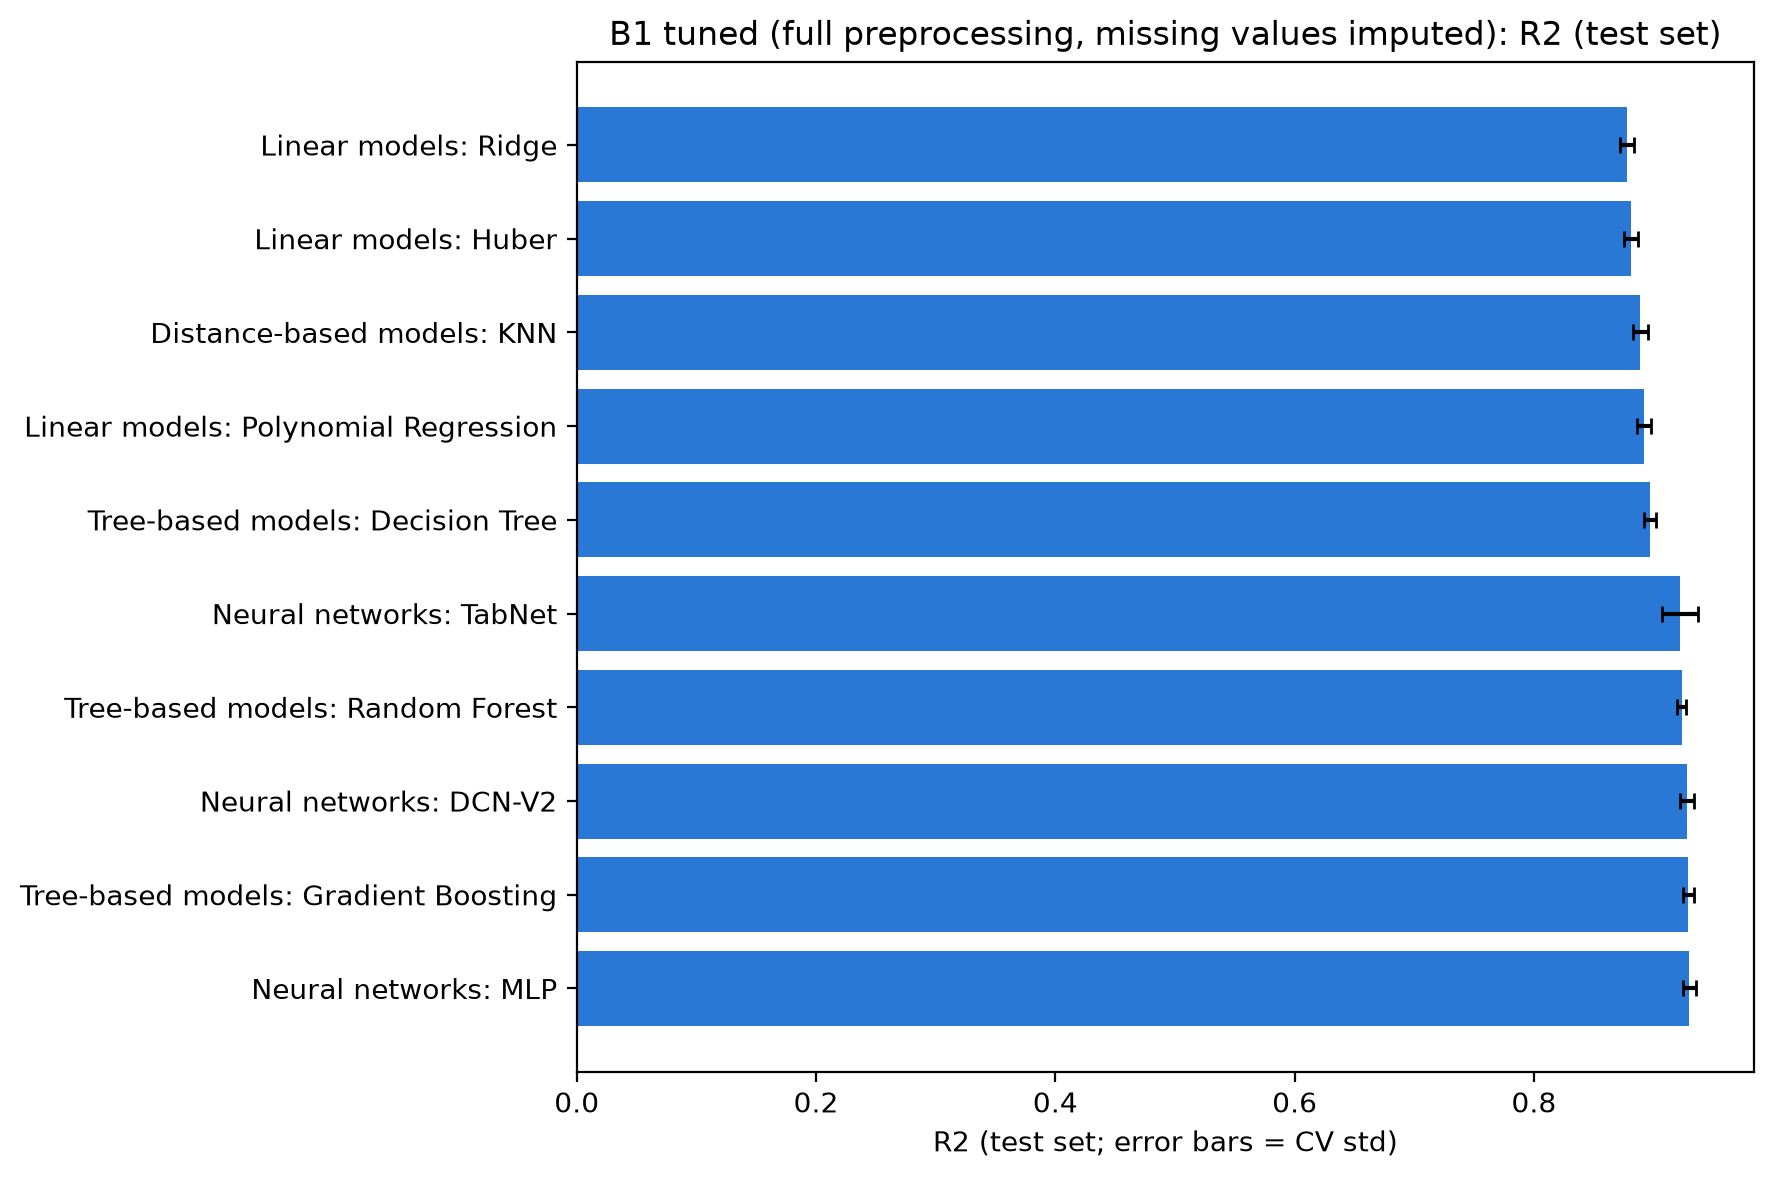 B1 tuned (full preprocessing, missing values imputed): R2 (test set)
Linear models: Ridge
Linear models: Huber
Distance-based models: KNN
Linear models: Polynomial Regression
Tree-based models: Decision Tree
Neural networks: TabNet
Tree-based models: Random Forest
Neural networks: DCN-V2
Tree-based models: Gradient Boosting
Neural networks: MLP
0.0 0.2 0.4 0.6 0.8
R2 (test set; error bars = CV std)